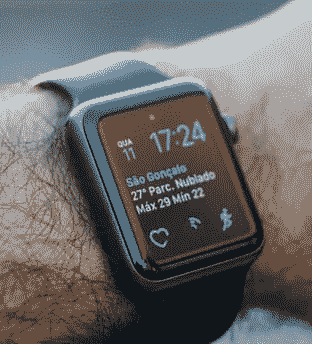 QUA
11
17:24
São Gonçalo
27° Parc. Nublado
Máx 29 Mín 22